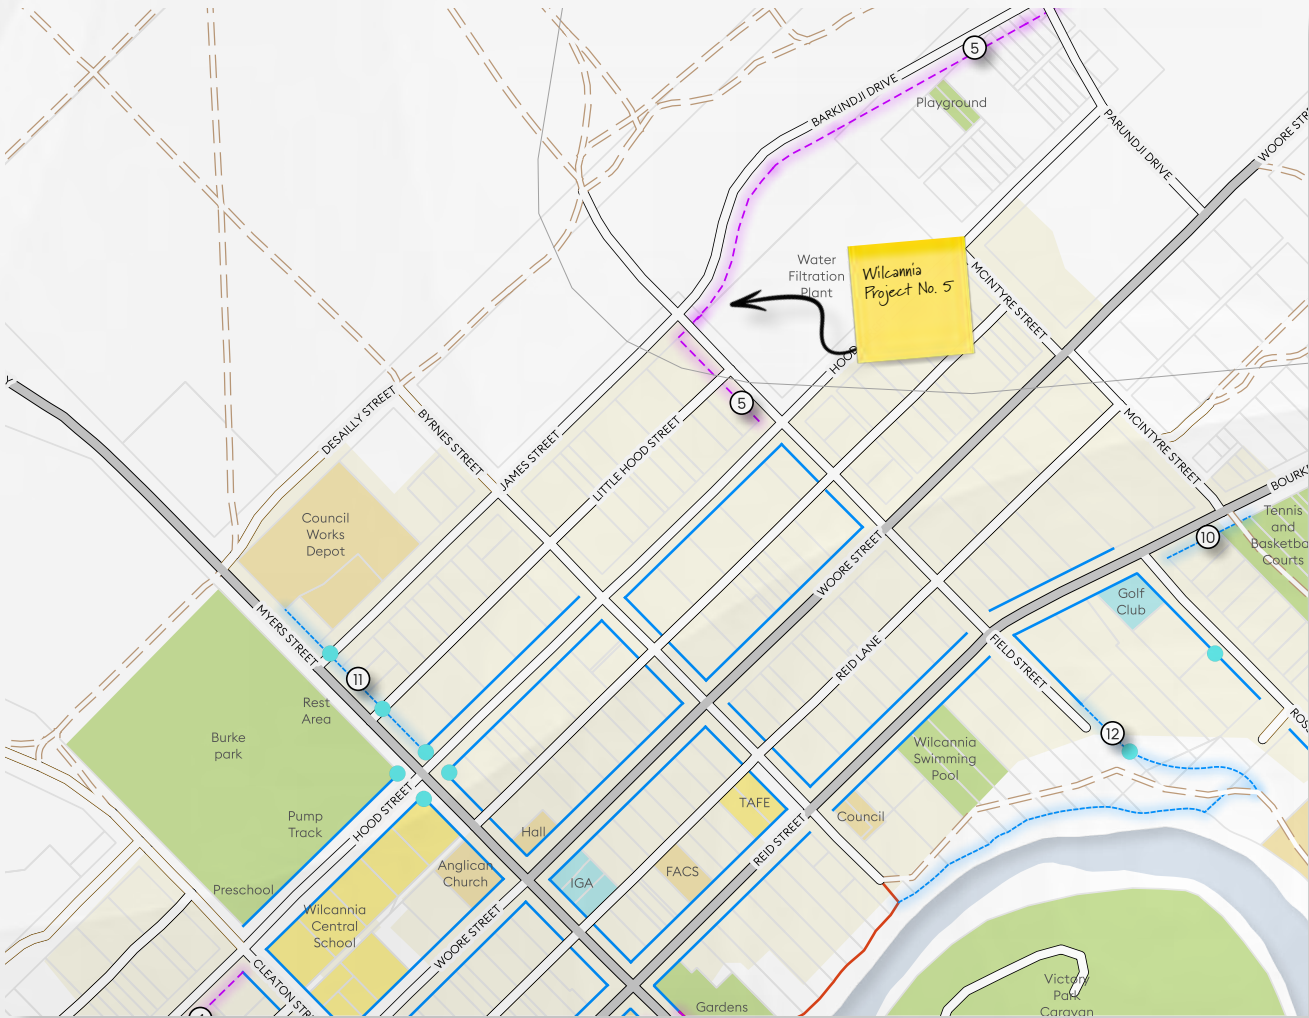 5
BARKINDJI DRIVE
Playground
PARUNDJI DRIVE
WOORE STR
Water
Filtration
Plant
Wilcannia
Project No. 5
MCINTYRE STREET
HOOD
Y
5
DESAILLY STREET
BYRNES STREET
JAMES STREET
LITTLE HOOD STREET
MCINTYRE STREET
BOURK
Council
Works
Depot
Tennis
and
Basketba
Courts
10
WOORE STREET
Golf
Club
MYERS STREET
11
Rest
Area
REID LANE
FIELD STREET
ROS
Burke
park
12
Wilcannia
Swimming
Pool
Pump
Track
HOOD STREET
TAFE
Council
Hall
REID STREET
Anglican
Church
IGA
FACS
Preschool
Wilcannia
Central
School
WOORE STREET
CLEATON STR
Gardens
Victory
Park
Caravan